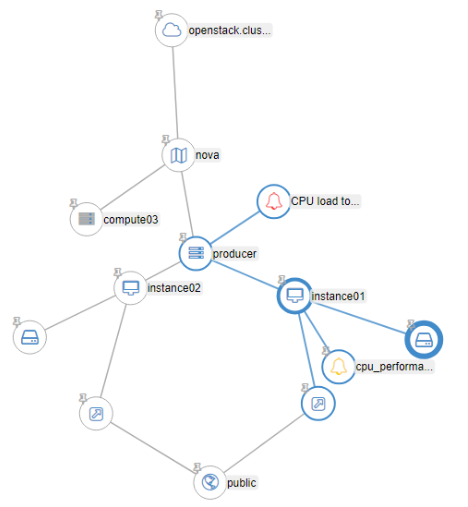 openstack.clus...
nova
CPU load to...
compute03
producer
instance02
instance01
cpu_performa...
public